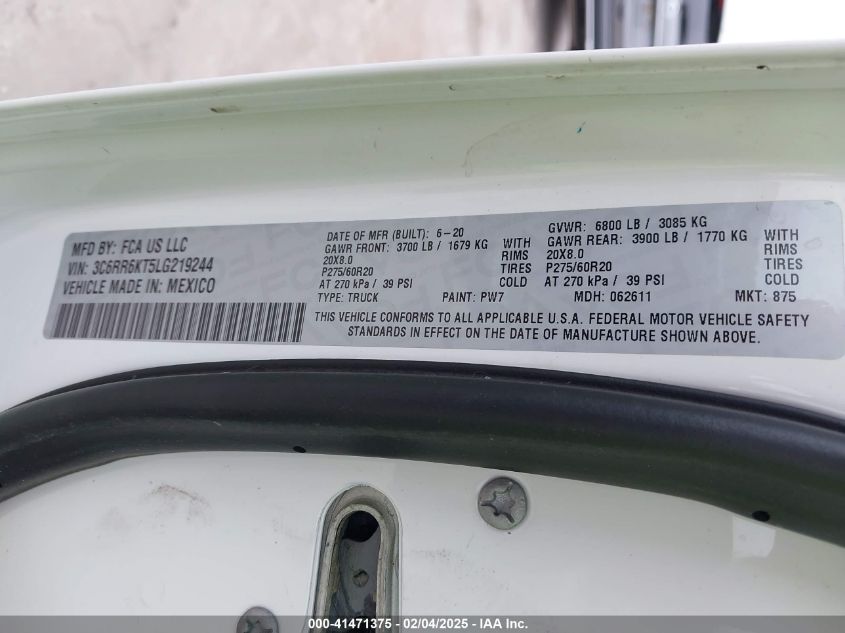 MFD BY: FCA US LLC
VIN: 3C6RR6KT5LG219244
VEHICLE MADE IN: MEXICO
DATE OF MFR (BUILT): 6-20
GAWR FRONT: 3700 LB / 1679 KG WITH
20X8.0 RIMS
P275/60R20 TIRES
AT 270 kPa / 39 PSI COLD
TYPE: TRUCK PAINT: PW7
GVWR: 6800 LB / 3085 KG
GAWR REAR: 3900 LB / 1770 KG WITH
20X8.0 RIMS
P275/60R20 TIRES
AT 270 kPa / 39 PSI COLD
MDH: 062611 MKT: 875
THIS VEHICLE CONFORMS TO ALL APPLICABLE U.S.A. FEDERAL MOTOR VEHICLE SAFETY
STANDARDS IN EFFECT ON THE DATE OF MANUFACTURE SHOWN ABOVE.
000-41471375 - 02/04/2025 - IAA Inc.